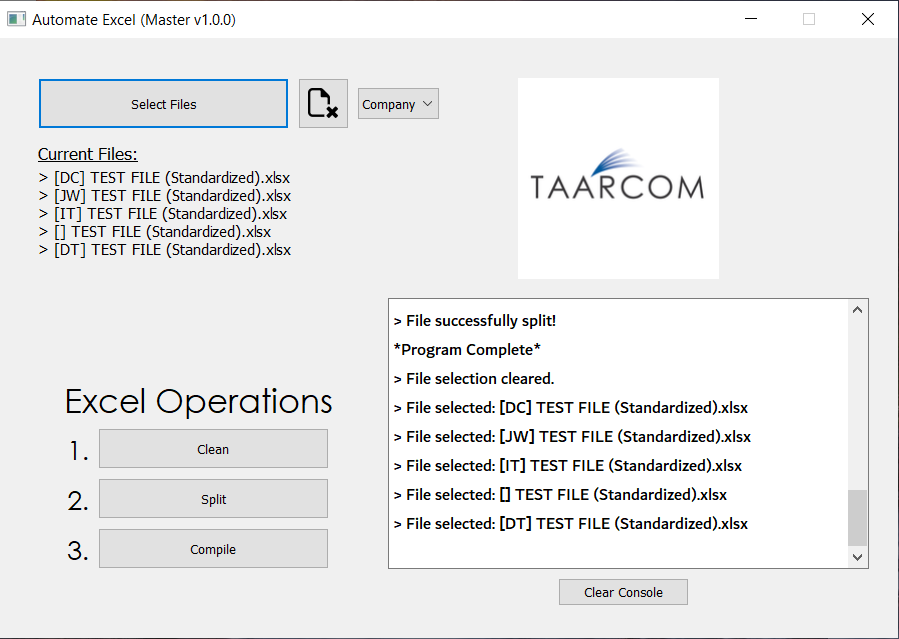 Automate Excel (Master v1.0.0)
Select Files
Company
Current Files:
> [DC] TEST FILE (Standardized).xlsx
> [JW] TEST FILE (Standardized).xlsx
> [IT] TEST FILE (Standardized).xlsx
> [] TEST FILE (Standardized).xlsx
> [DT] TEST FILE (Standardized).xlsx
TAARCOM
Excel Operations
1. Clean
2. Split
3. Compile
> File successfully split!
*Program Complete*
> File selection cleared.
> File selected: [DC] TEST FILE (Standardized).xlsx
> File selected: [JW] TEST FILE (Standardized).xlsx
> File selected: [IT] TEST FILE (Standardized).xlsx
> File selected: [] TEST FILE (Standardized).xlsx
> File selected: [DT] TEST FILE (Standardized).xlsx
Clear Console